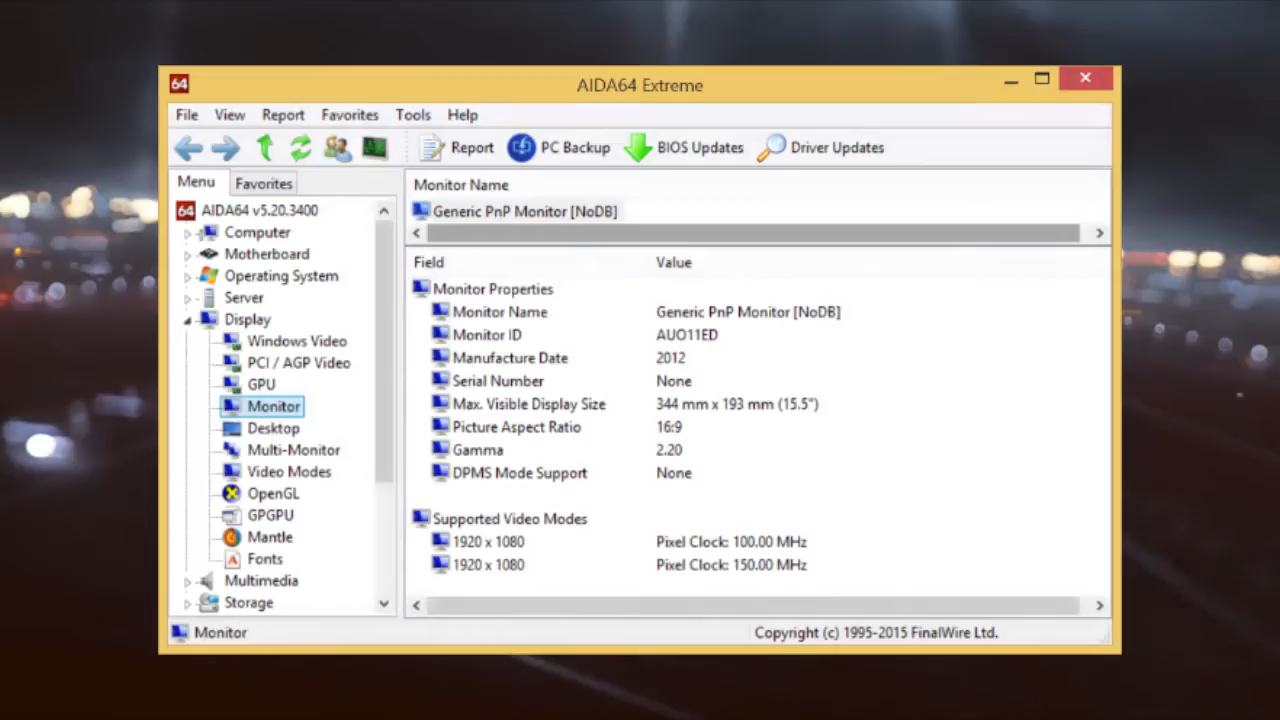 64
AIDA64 Extreme
File View Report Favorites Tools Help
Report PC Backup BIOS Updates Driver Updates
Menu Favorites
64 AIDA64 v5.20.3400
Computer
Motherboard
Operating System
Server
Display
Windows Video
PCI / AGP Video
GPU
Monitor
Desktop
Multi-Monitor
Video Modes
OpenGL
GPGPU
Mantle
Fonts
Multimedia
Storage
Monitor Name
Generic PnP Monitor [NoDB]
Field Value
Monitor Properties
Monitor Name Generic PnP Monitor [NoDB]
Monitor ID AUO11ED
Manufacture Date 2012
Serial Number None
Max. Visible Display Size 344 mm x 193 mm (15.5")
Picture Aspect Ratio 16:9
Gamma 2.20
DPMS Mode Support None
Supported Video Modes
1920 x 1080 Pixel Clock: 100.00 MHz
1920 x 1080 Pixel Clock: 150.00 MHz
Monitor Copyright (c) 1995-2015 FinalWire Ltd.